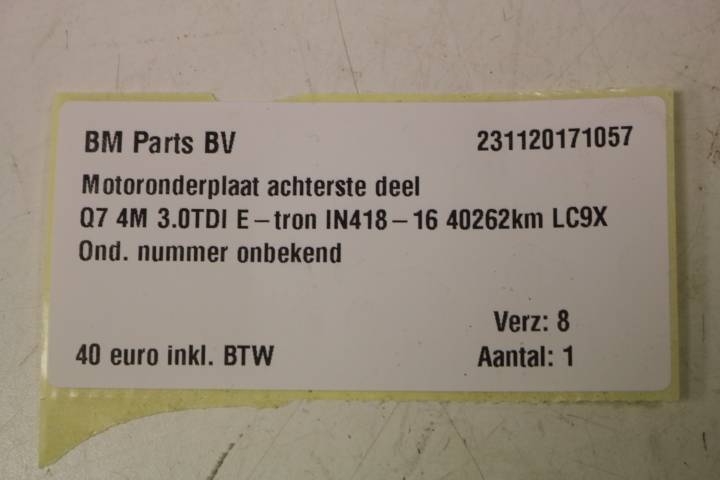 BM Parts BV 231120171057
Motoronderplaat achterste deel
Q7 4M 3.0TDI E-tron IN418-16 40262km LC9X
Ond. nummer onbekend
Verz: 8
40 euro inkl. BTW Aantal: 1